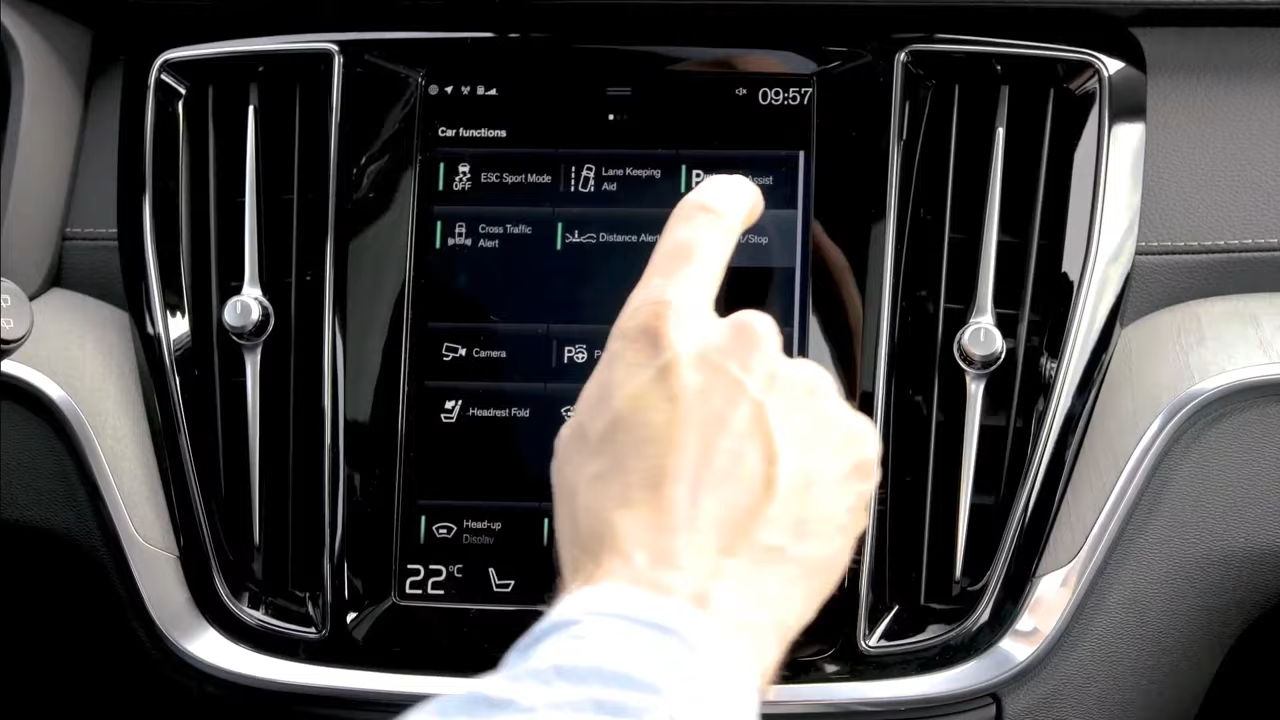 09:57
Car functions
OFF
ESC Sport Mode
Lane Keeping
Aid
Assist
Cross Traffic
Alert
Distance Alert
t/Stop
Camera
P
P
Headrest Fold
Head-up
Display
22°C